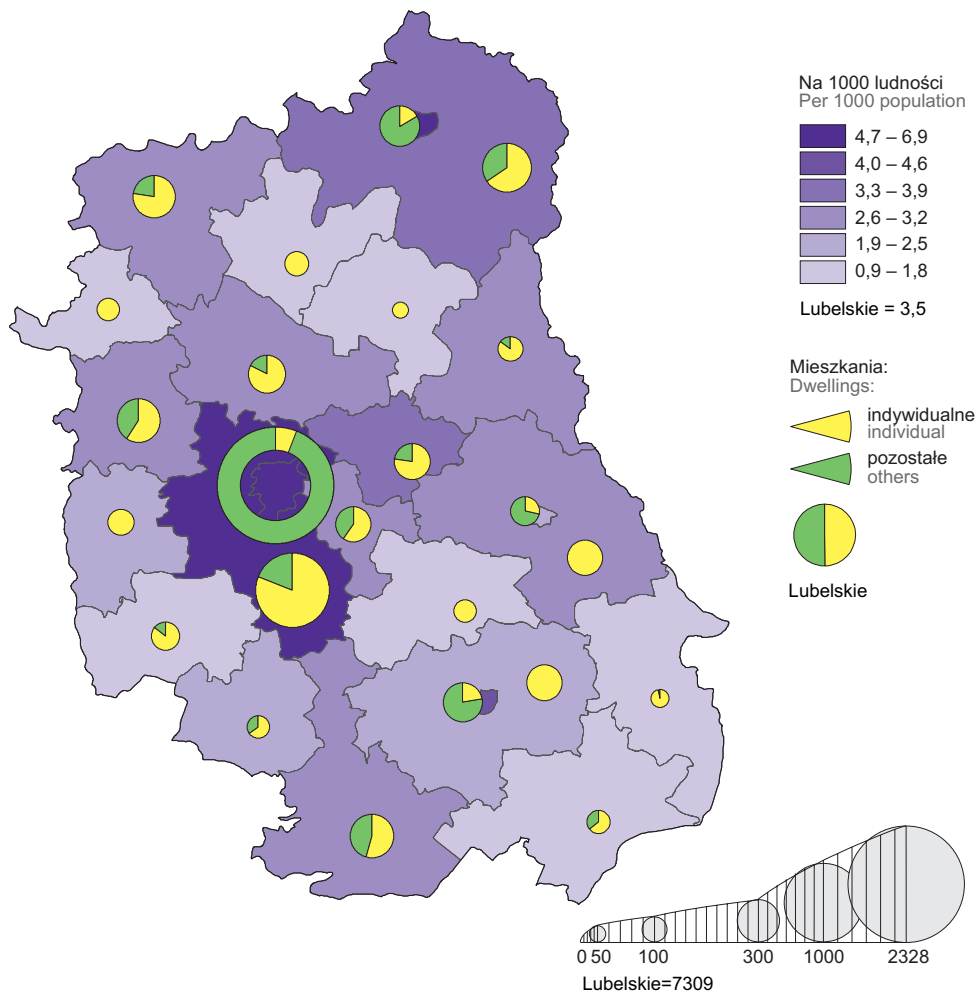 Na 1000 ludności
Per 1000 population
4,7 – 6,9
4,0 – 4,6
3,3 – 3,9
2,6 – 3,2
1,9 – 2,5
0,9 – 1,8
Lubelskie = 3,5
Mieszkania:
Dwellings:
indywidualne
individual
pozostałe
others
Lubelskie
0 50 100 300 1000 2328
Lubelskie=7309